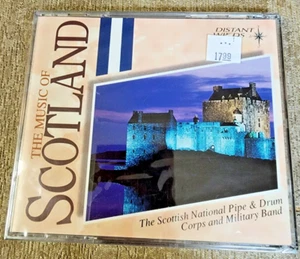 THE MUSIC OF
SCOTLAND
DISTANT
1799
The Scottish National Pipe & Drum
Corps and Military Band